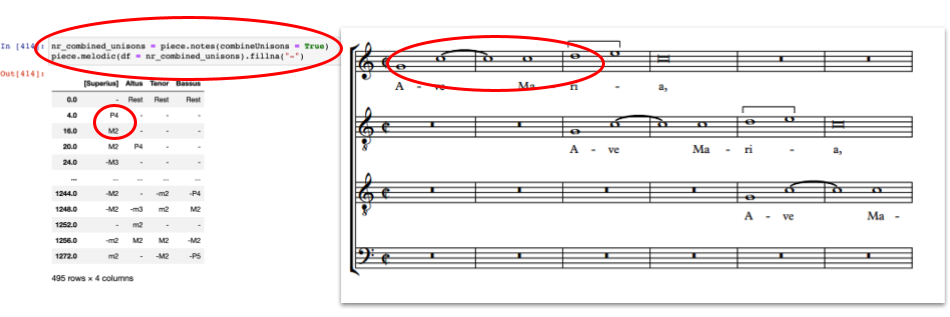 In [414]: nr_combined_unisons = piece.notes(combineUnisons = True)
piece.melodic(df = nr_combined_unisons).fillna("-")
Out[414]:
[Superius] Altus Tenor Bassus
0.0 - Rest Rest Rest
4.0 P4 - - -
16.0 M2 - - -
20.0 M2 P4 - -
24.0 -M3 - - -
... ... ... ... ...
1244.0 -M2 - -m2 -P4
1248.0 -M2 -m3 m2 M2
1252.0 - m2 - -
1256.0 -m2 M2 M2 -M2
1272.0 m2 - -M2 -P5
495 rows × 4 columns
A - ve Ma - ri - a,
8
A - ve Ma - ri - a,
8
A - ve Ma -